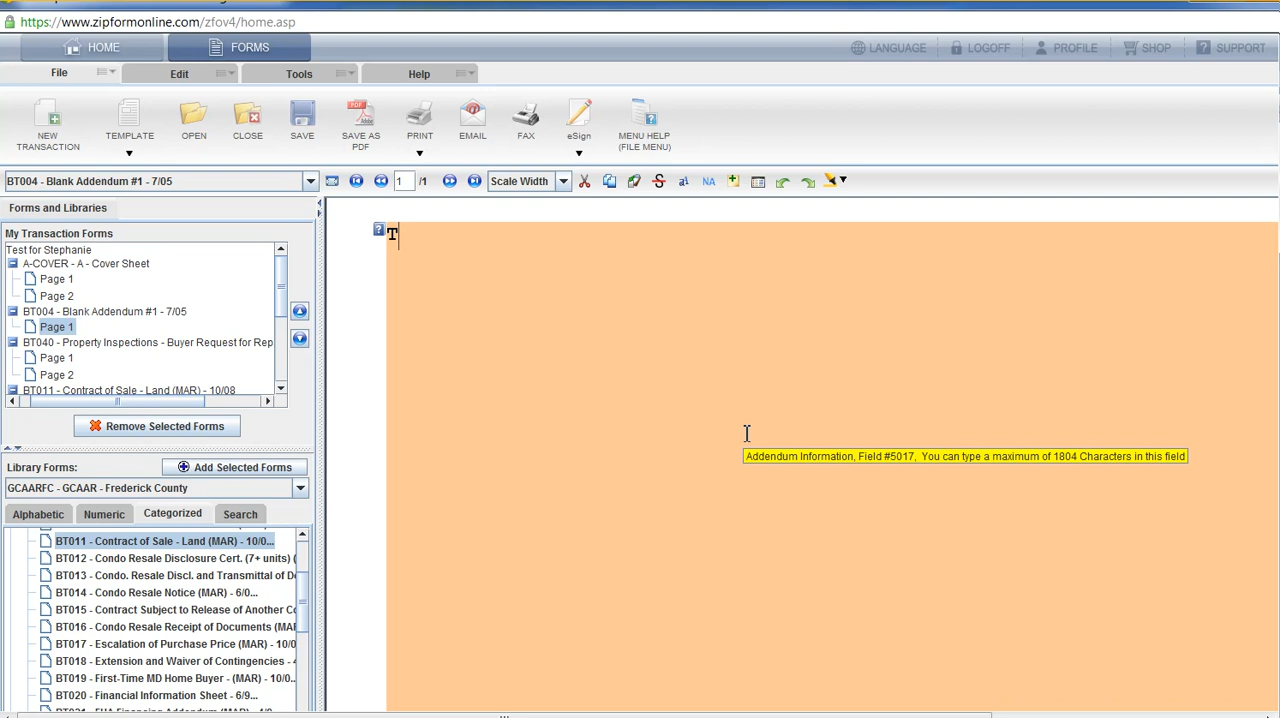 https://www.zipformonline.com/zfov4/home.asp
HOME
FORMS
LANGUAGE
LOGOFF
PROFILE
SHOP
? SUPPORT
File
Edit
Tools
Help
NEW TRANSACTION
TEMPLATE
OPEN
CLOSE
SAVE
PDF
SAVE AS PDF
PRINT
EMAIL
FAX
eSign
MENU HELP (FILE MENU)
BT004 - Blank Addendum #1 - 7/05
1 /1
Scale Width
NA
Forms and Libraries
My Transaction Forms
Test for Stephanie
A-COVER - A - Cover Sheet
Page 1
Page 2
BT004 - Blank Addendum #1 - 7/05
Page 1
BT040 - Property Inspections - Buyer Request for Rep
Page 1
Page 2
BT011 - Contract of Sale - Land (MAR) - 10/08
Remove Selected Forms
Library Forms:
Add Selected Forms
GCAARFC - GCAAR - Frederick County
Alphabetic
Numeric
Categorized
Search
BT011 - Contract of Sale - Land (MAR) - 10/0...
BT012 - Condo Resale Disclosure Cert. (7+ units) (
BT013 - Condo. Resale Discl. and Transmittal of D
BT014 - Condo Resale Notice (MAR) - 6/0...
BT015 - Contract Subject to Release of Another Co
BT016 - Condo Resale Receipt of Documents (MAR
BT017 - Escalation of Purchase Price (MAR) - 10/0
BT018 - Extension and Waiver of Contingencies - 4
BT019 - First-Time MD Home Buyer - (MAR) - 10/0
BT020 - Financial Information Sheet - 6/9...
? T
Addendum Information, Field #5017, You can type a maximum of 1804 Characters in this field